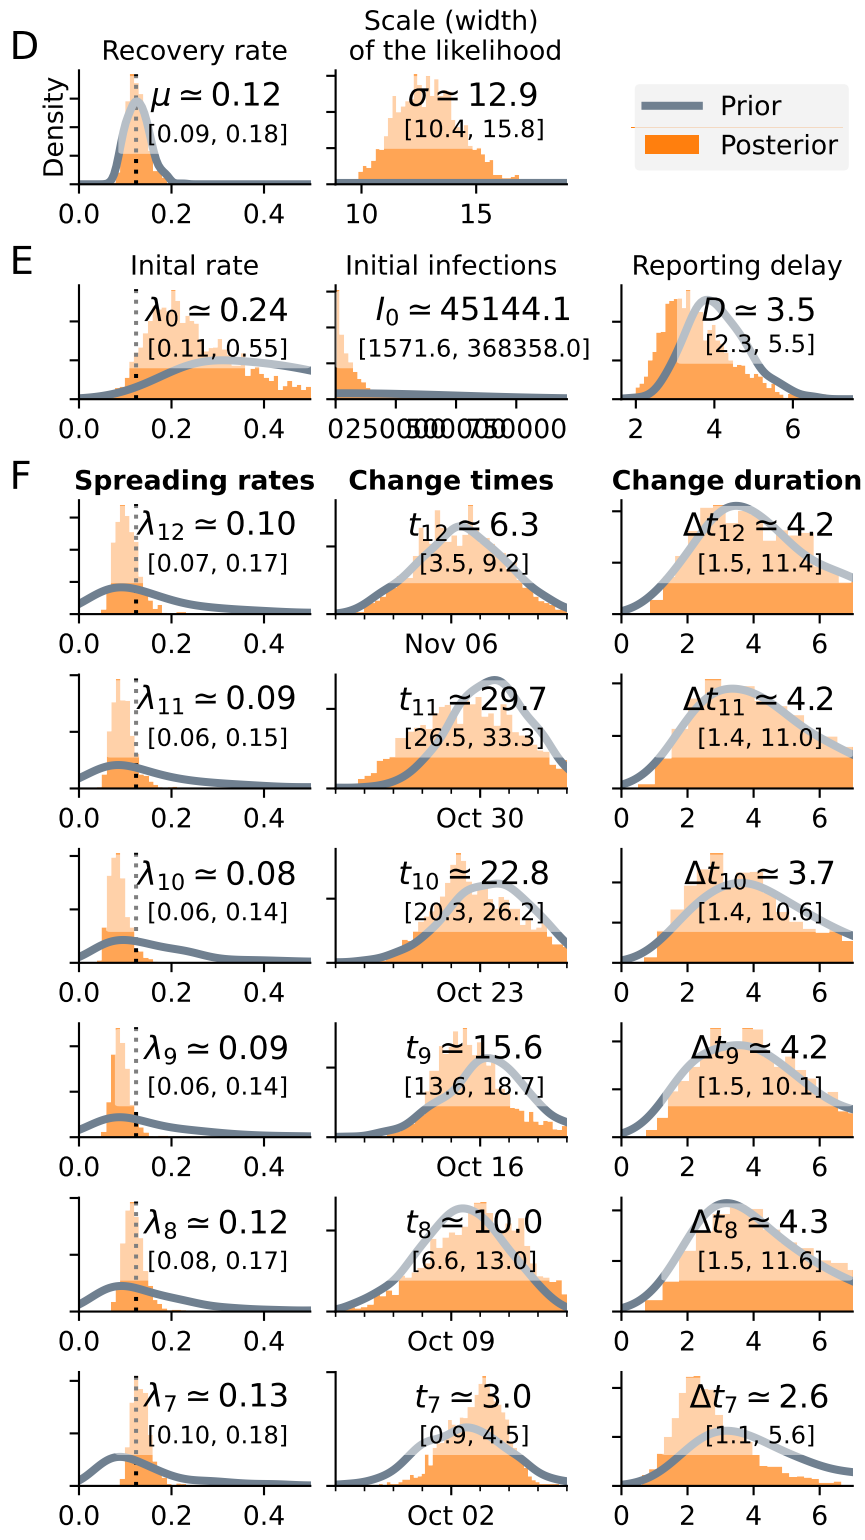 D
Recovery rate
Scale (width)
of the likelihood
Density
μ ≃ 0.12
[0.09, 0.18]
0.0 0.2 0.4
σ ≃ 12.9
[10.4, 15.8]
10 15
Prior
Posterior
E
Inital rate
Initial infections
Reporting delay
λ0 ≃ 0.24
[0.11, 0.55]
0.0 0.2 0.4
I0 ≃ 45144.1
[1571.6, 368358.0]
0 250000 500000 750000
D ≃ 3.5
[2.3, 5.5]
2 4 6
F
Spreading rates
Change times
Change duration
λ12 ≃ 0.10
[0.07, 0.17]
0.0 0.2 0.4
t12 ≃ 6.3
[3.5, 9.2]
Nov 06
Δt12 ≃ 4.2
[1.5, 11.4]
0 2 4 6
λ11 ≃ 0.09
[0.06, 0.15]
0.0 0.2 0.4
t11 ≃ 29.7
[26.5, 33.3]
Oct 30
Δt11 ≃ 4.2
[1.4, 11.0]
0 2 4 6
λ10 ≃ 0.08
[0.06, 0.14]
0.0 0.2 0.4
t10 ≃ 22.8
[20.3, 26.2]
Oct 23
Δt10 ≃ 3.7
[1.4, 10.6]
0 2 4 6
λ9 ≃ 0.09
[0.06, 0.14]
0.0 0.2 0.4
t9 ≃ 15.6
[13.6, 18.7]
Oct 16
Δt9 ≃ 4.2
[1.5, 10.1]
0 2 4 6
λ8 ≃ 0.12
[0.08, 0.17]
0.0 0.2 0.4
t8 ≃ 10.0
[6.6, 13.0]
Oct 09
Δt8 ≃ 4.3
[1.5, 11.6]
0 2 4 6
λ7 ≃ 0.13
[0.10, 0.18]
0.0 0.2 0.4
t7 ≃ 3.0
[0.9, 4.5]
Oct 02
Δt7 ≃ 2.6
[1.1, 5.6]
0 2 4 6